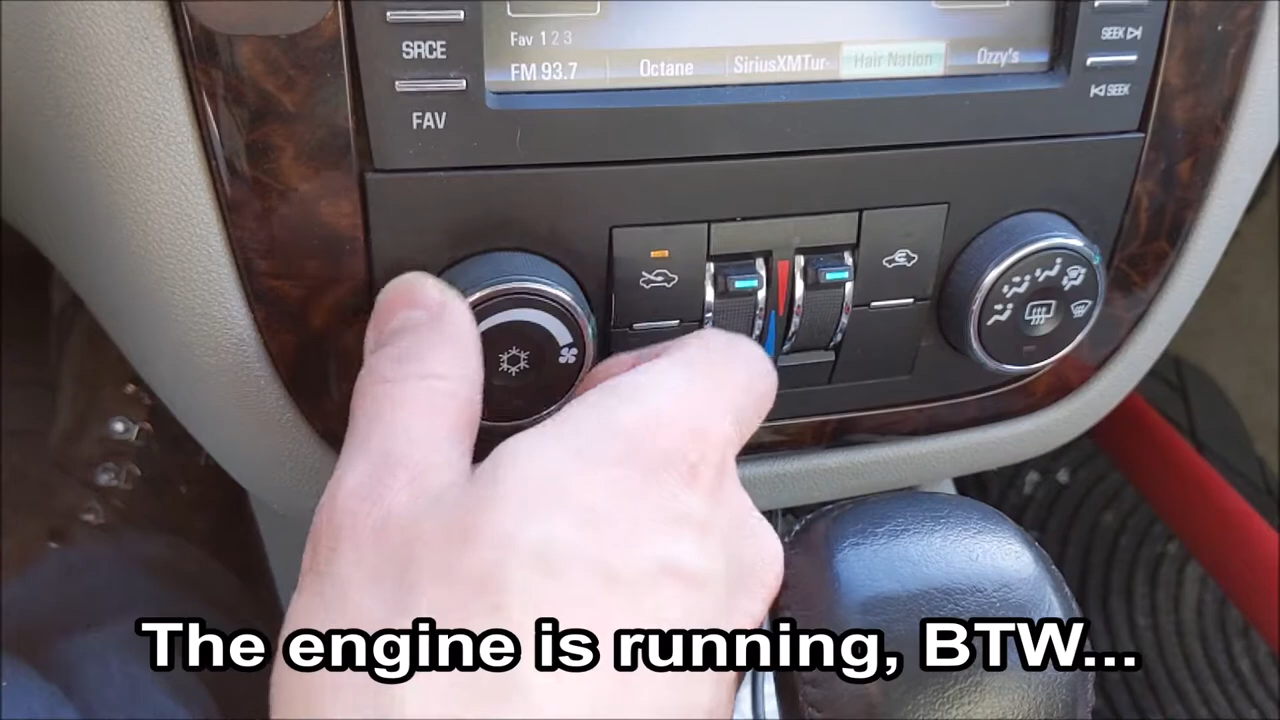 SRCE
FAV
Fav 1 2 3
FM 93.7 Octane SiriusXMTur- Hair Nation Ozzy's
SEEK
SEEK
The engine is running, BTW...